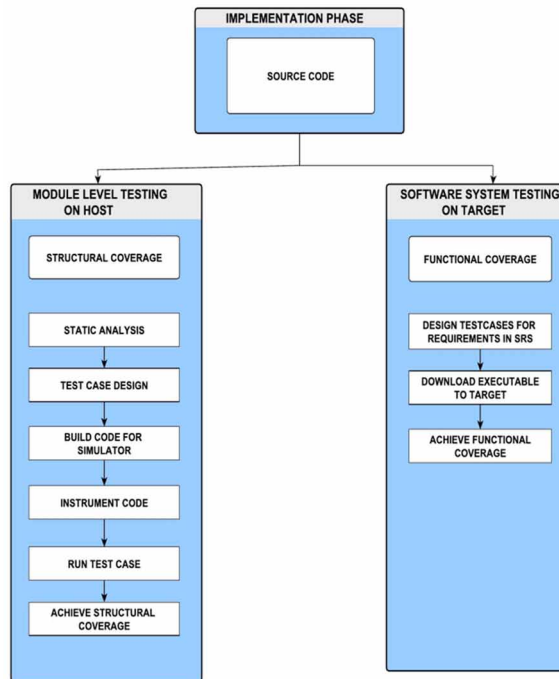 IMPLEMENTATION PHASE
SOURCE CODE
MODULE LEVEL TESTING
ON HOST
STRUCTURAL COVERAGE
STATIC ANALYSIS
TEST CASE DESIGN
BUILD CODE FOR
SIMULATOR
INSTRUMENT CODE
RUN TEST CASE
ACHIEVE STRUCTURAL
COVERAGE
SOFTWARE SYSTEM TESTING
ON TARGET
FUNCTIONAL COVERAGE
DESIGN TESTCASES FOR
REQUIREMENTS IN SRS
DOWNLOAD EXECUTABLE
TO TARGET
ACHIEVE FUNCTIONAL
COVERAGE